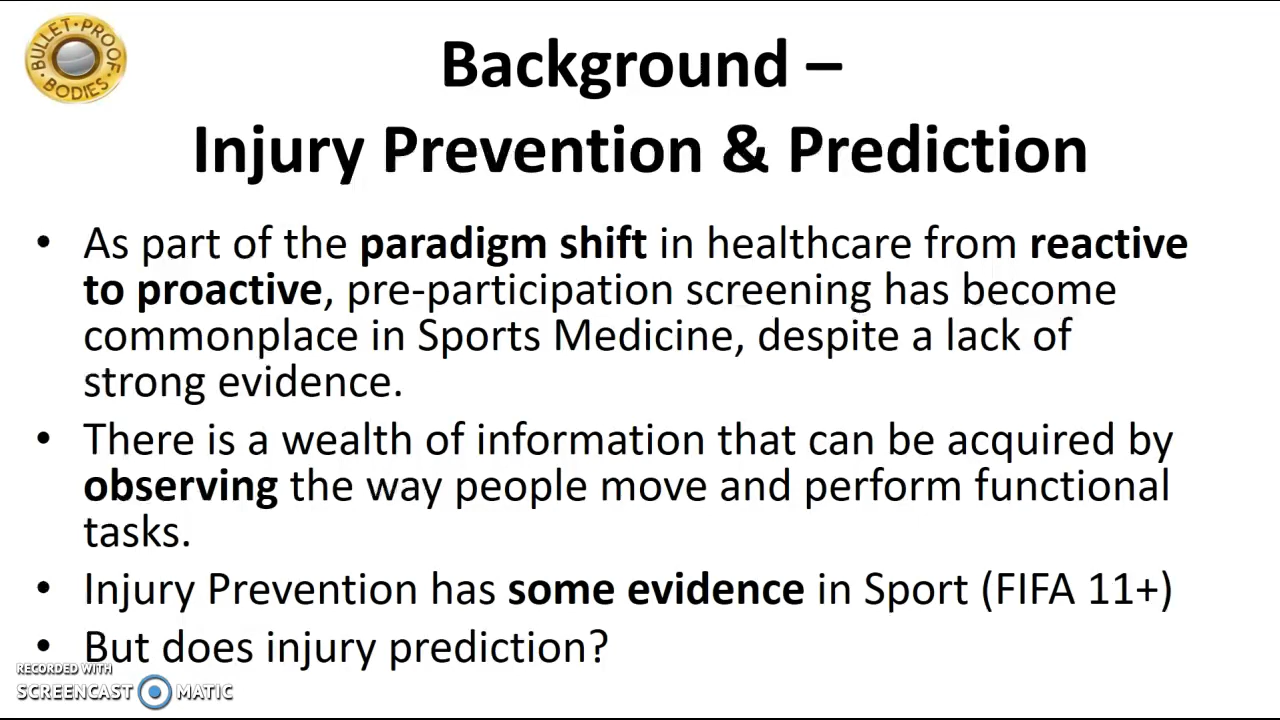 BULLET·PROOF·
BODIES
Background –
Injury Prevention & Prediction
• As part of the paradigm shift in healthcare from reactive
to proactive, pre-participation screening has become
commonplace in Sports Medicine, despite a lack of
strong evidence.
• There is a wealth of information that can be acquired by
observing the way people move and perform functional
tasks.
• Injury Prevention has some evidence in Sport (FIFA 11+)
• But does injury prediction?
RECORDED WITH
SCREENCAST MATIC